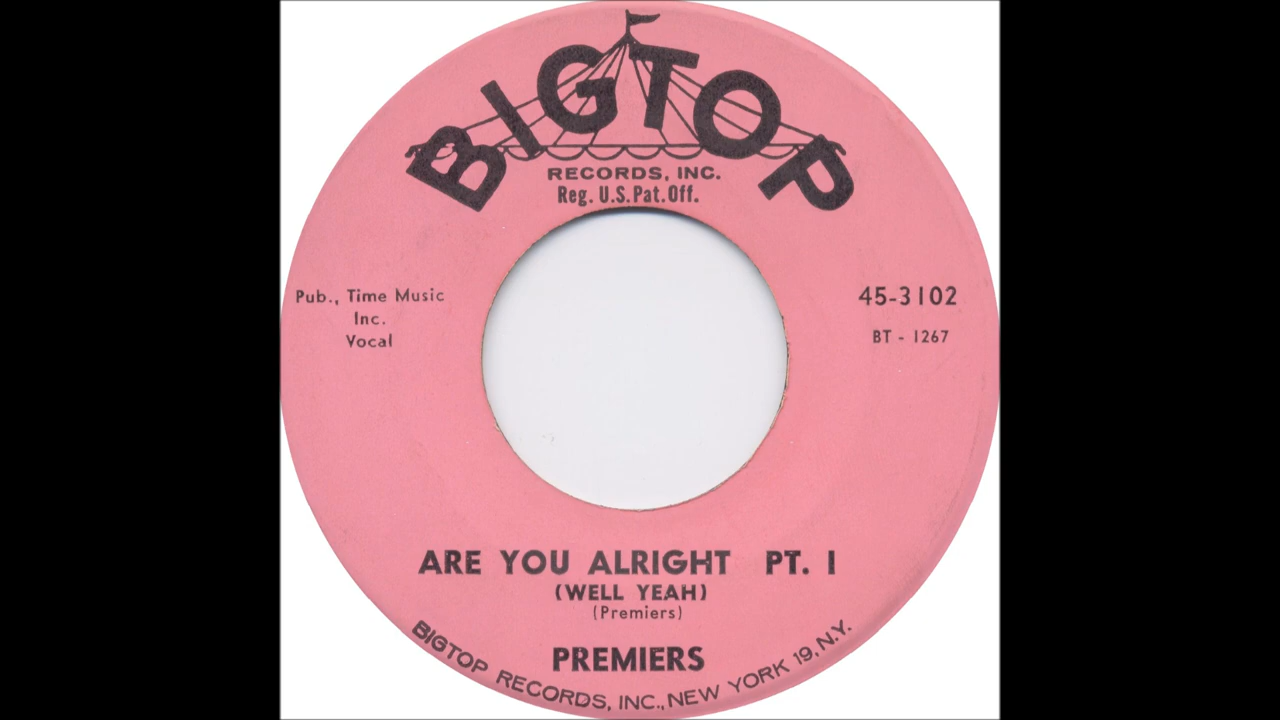 BIGTOP
RECORDS, INC.
Reg. U.S. Pat. Off.
Pub., Time Music
Inc.
Vocal
45-3102
BT - 1267
ARE YOU ALRIGHT PT. I
(WELL YEAH)
(Premiers)
PREMIERS
BIGTOP RECORDS, INC., NEW YORK 19, N.Y.